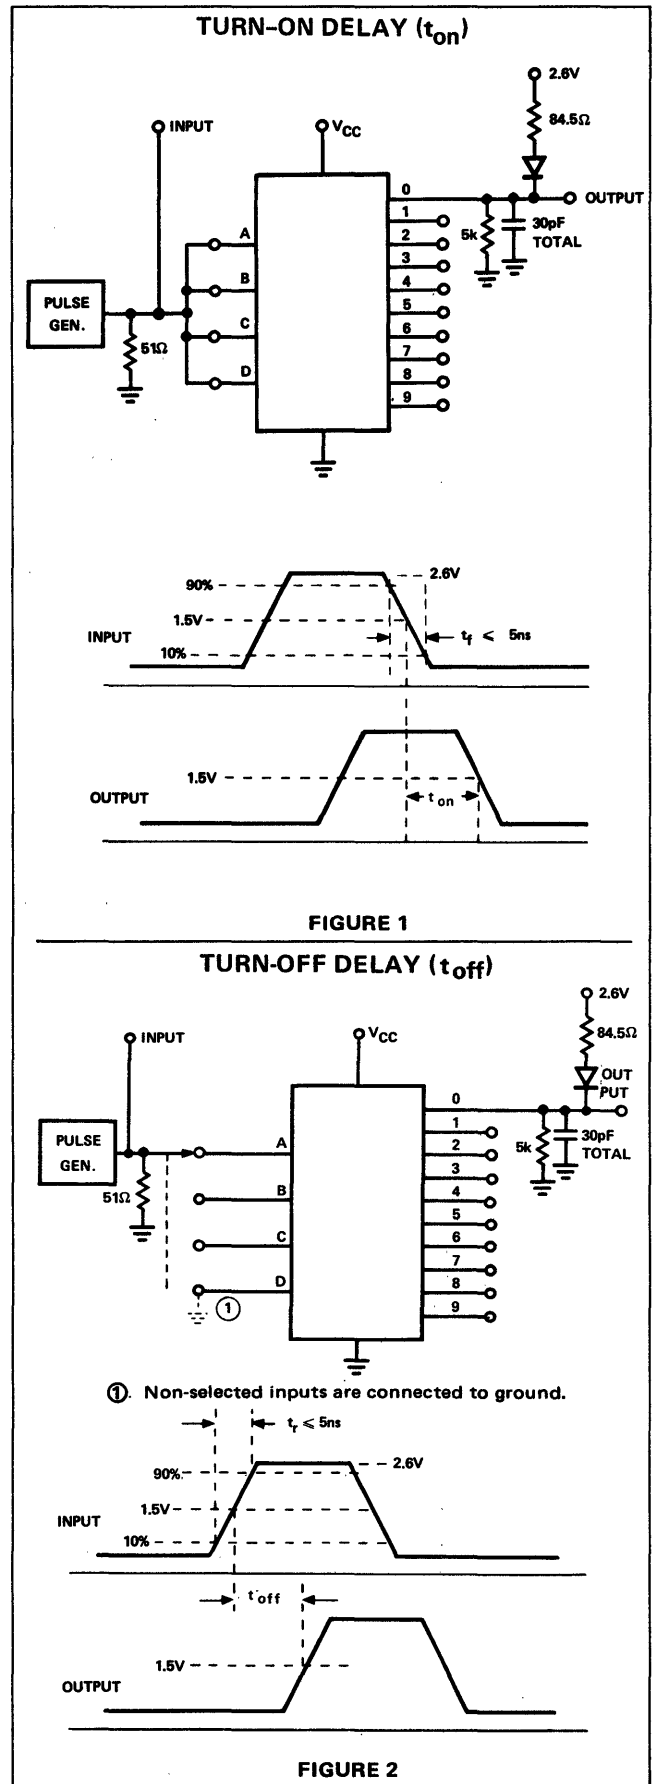 TURN-ON DELAY (ton)
2.6V
84.5Ω
INPUT
VCC
0
OUTPUT
1
5k
30pF
TOTAL
A
2
3
B
4
PULSE
GEN.
5
C
51Ω
6
7
D
8
9
2.6V
90%
1.5V
INPUT
tf ≤ 5ns
10%
1.5V
ton
OUTPUT
FIGURE 1
TURN-OFF DELAY (toff)
2.6V
84.5Ω
INPUT
VCC
OUT
PUT
0
1
PULSE
GEN.
A
2
5k
30pF
TOTAL
3
51Ω
B
4
5
C
6
7
D
8
1
9
1. Non-selected inputs are connected to ground.
tr ≤ 5ns
2.6V
90%
1.5V
INPUT
10%
toff
1.5V
OUTPUT
FIGURE 2